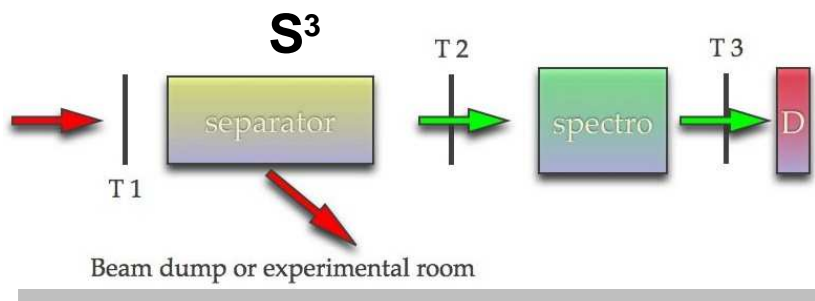 S³
T 2
T 3
separator
spectro
D
T 1
Beam dump or experimental room